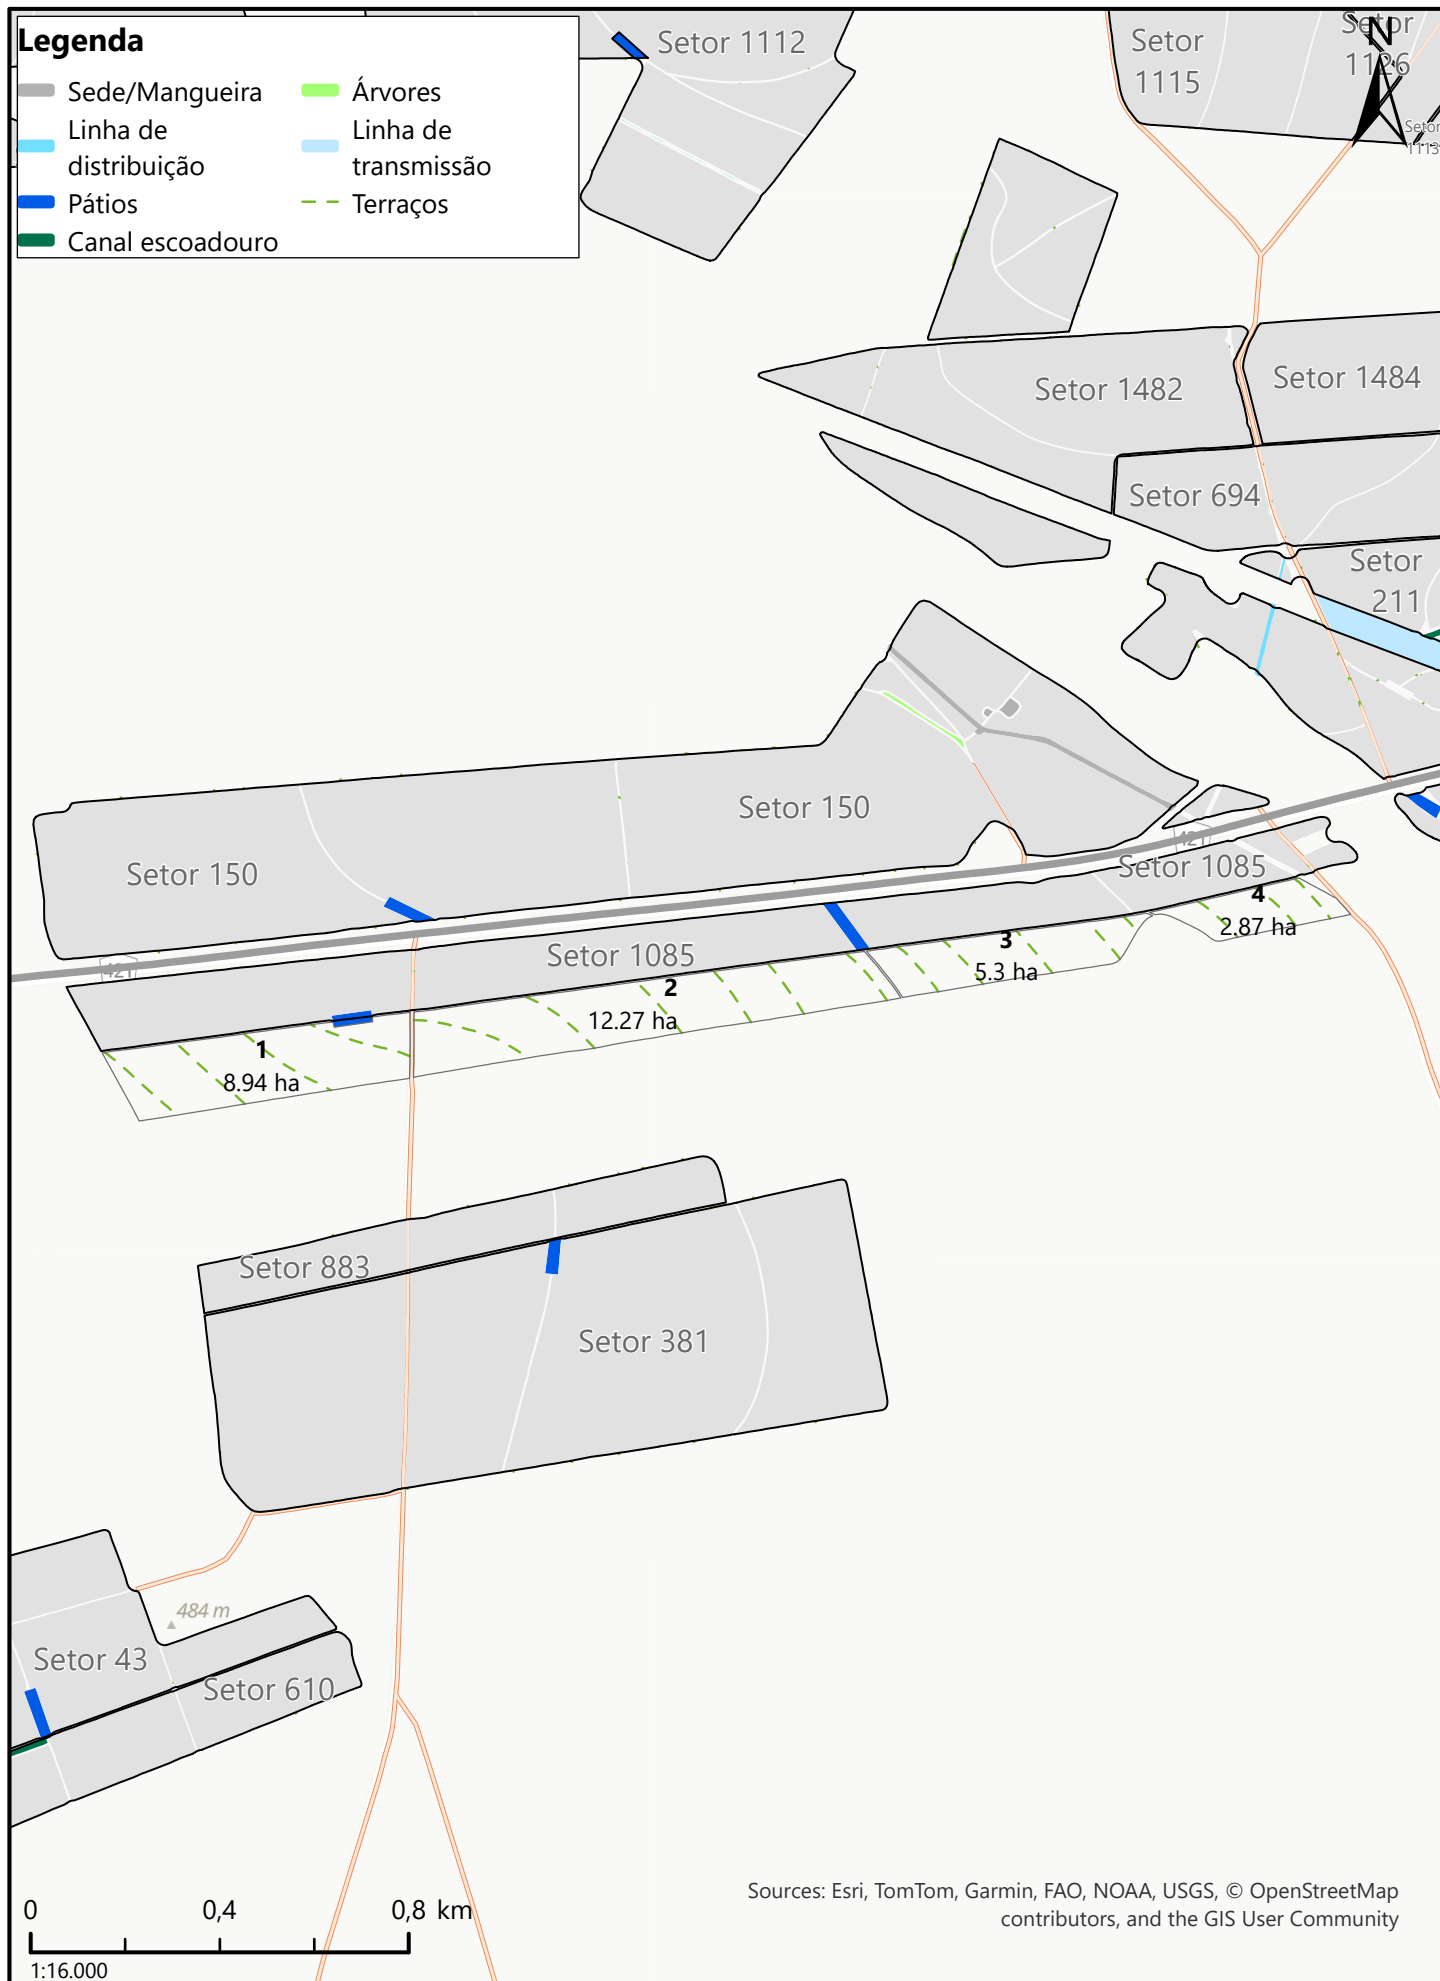 Legenda
Sede/Mangueira
Árvores
Linha de
distribuição
Linha de
transmissão
Pátios
Terraços
Canal escoadouro
Setor 1112
Setor
1115
Setor
1126
N
Setor
1113
Setor 1482
Setor 1484
Setor 694
Setor
211
Setor 150
Setor 150
421
Setor 1085
4
2.87 ha
Setor 1085
421
3
5.3 ha
2
12.27 ha
1
8.94 ha
Setor 883
Setor 381
484 m
Setor 43
Setor 610
0
0,4
0,8 km
1:16.000
Sources: Esri, TomTom, Garmin, FAO, NOAA, USGS, © OpenStreetMap
contributors, and the GIS User Community